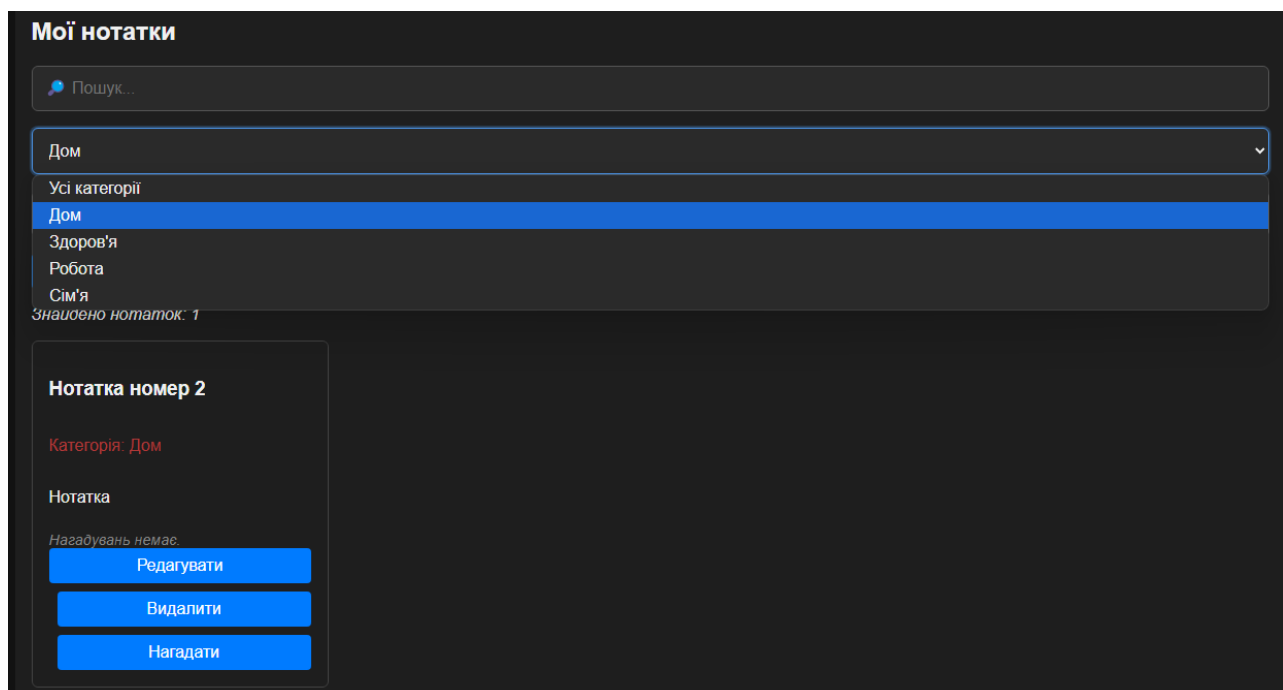 Мої нотатки
🔎 Пошук...
Дом
Усі категорії
Дом
Здоров'я
Робота
Сім'я
Знайдено нотаток: 1
Нотатка номер 2
Категорія: Дом
Нотатка
Нагадувань немає.
Редагувати
Видалити
Нагадати